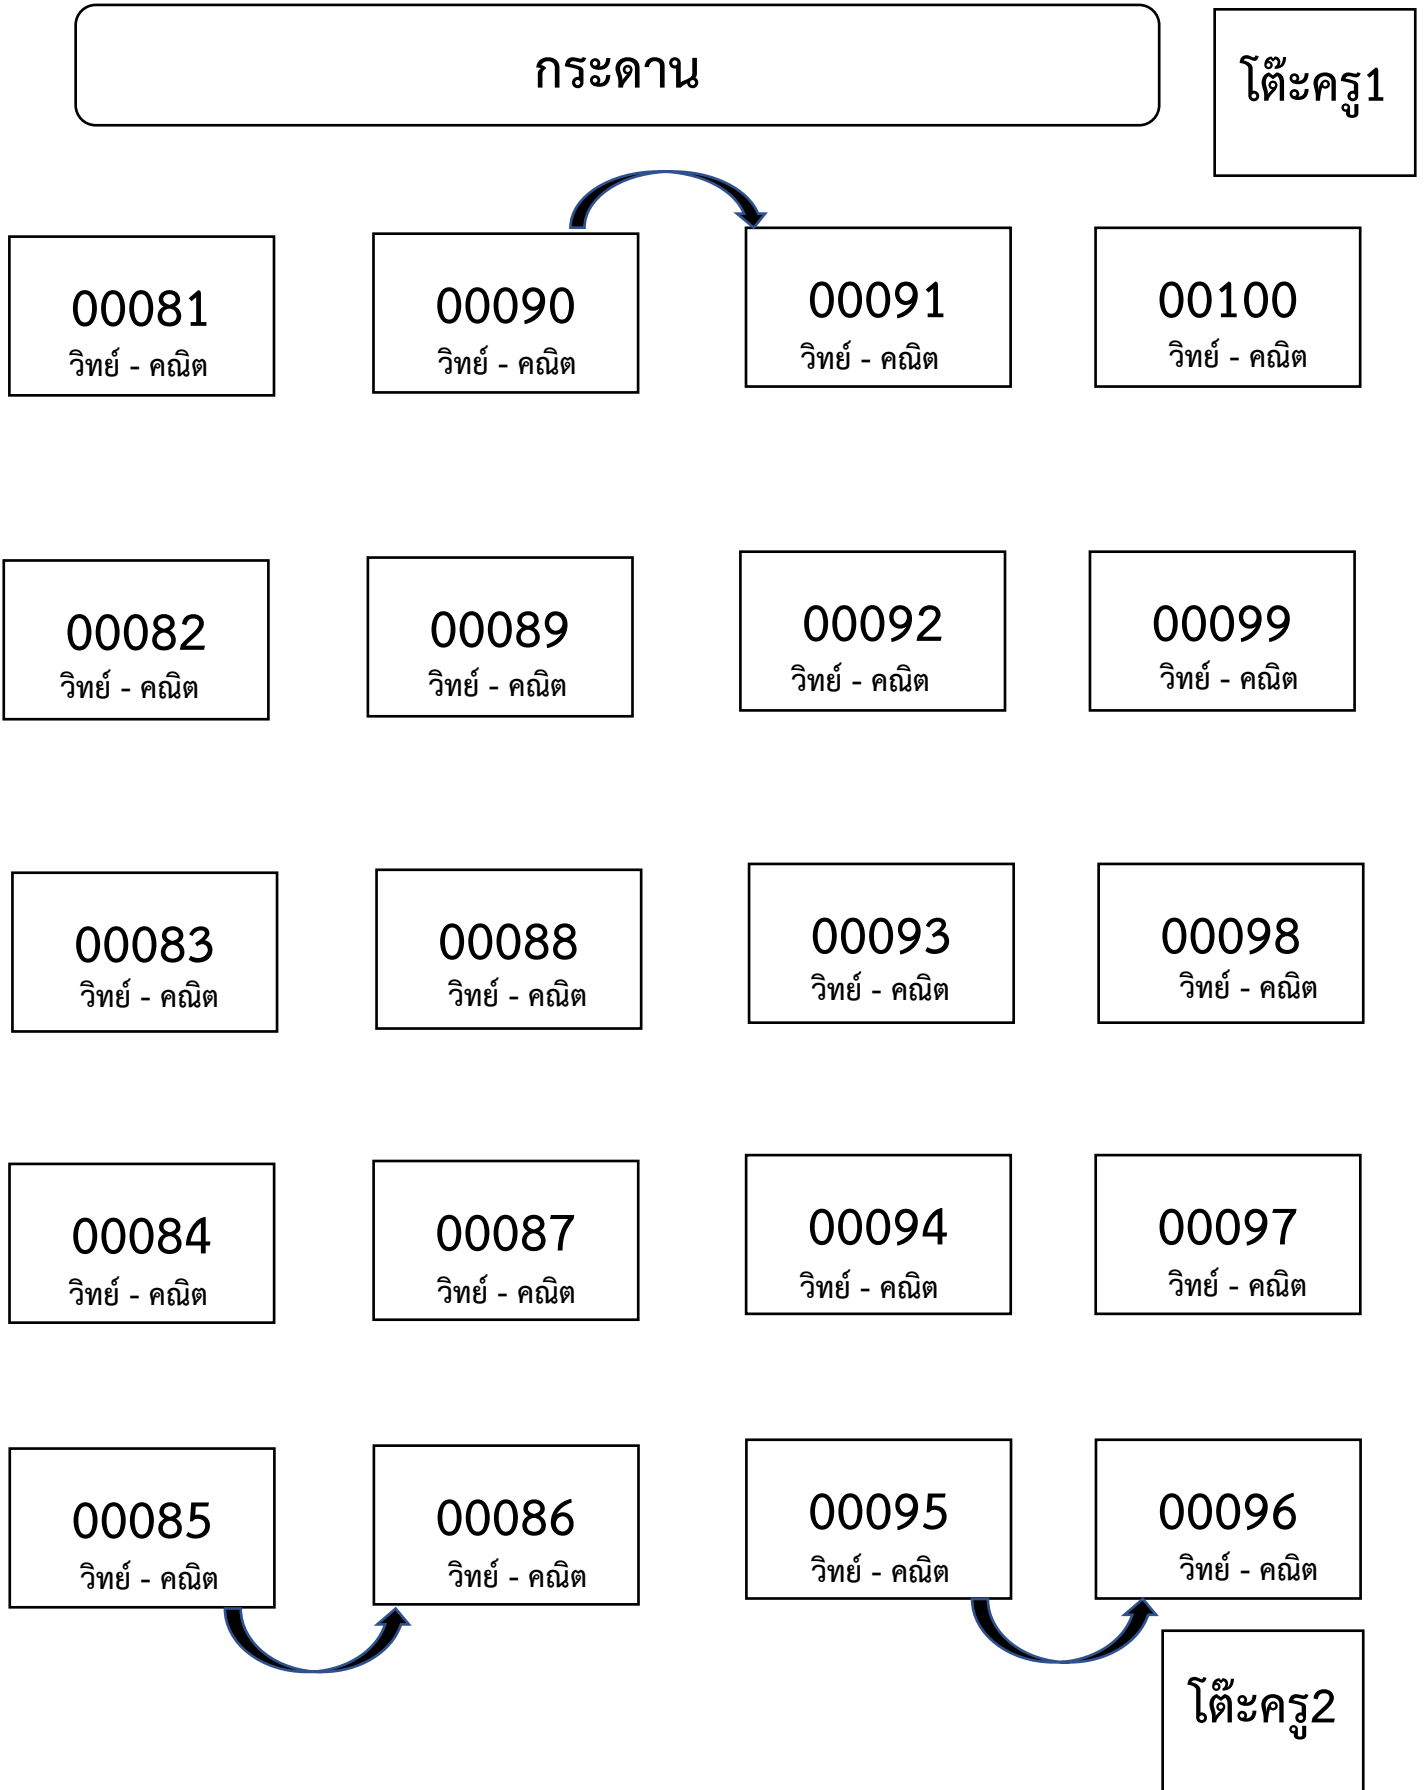 กระดาน
โต๊ะครู1
00081
วิทย์ - คณิต
00090
วิทย์ - คณิต
00091
วิทย์ - คณิต
00100
วิทย์ - คณิต
00082
วิทย์ - คณิต
00089
วิทย์ - คณิต
00092
วิทย์ - คณิต
00099
วิทย์ - คณิต
00083
วิทย์ - คณิต
00088
วิทย์ - คณิต
00093
วิทย์ - คณิต
00098
วิทย์ - คณิต
00084
วิทย์ - คณิต
00087
วิทย์ - คณิต
00094
วิทย์ - คณิต
00097
วิทย์ - คณิต
00085
วิทย์ - คณิต
00086
วิทย์ - คณิต
00095
วิทย์ - คณิต
00096
วิทย์ - คณิต
โต๊ะครู2